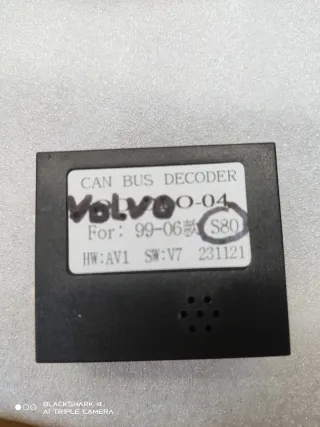 CAN BUS DECODER
VOLVO O-04
For: 99-06款 S80
HW:AV1 SW:V7 231121
BLACKSHARK 4
AI TRIPLE CAMERA